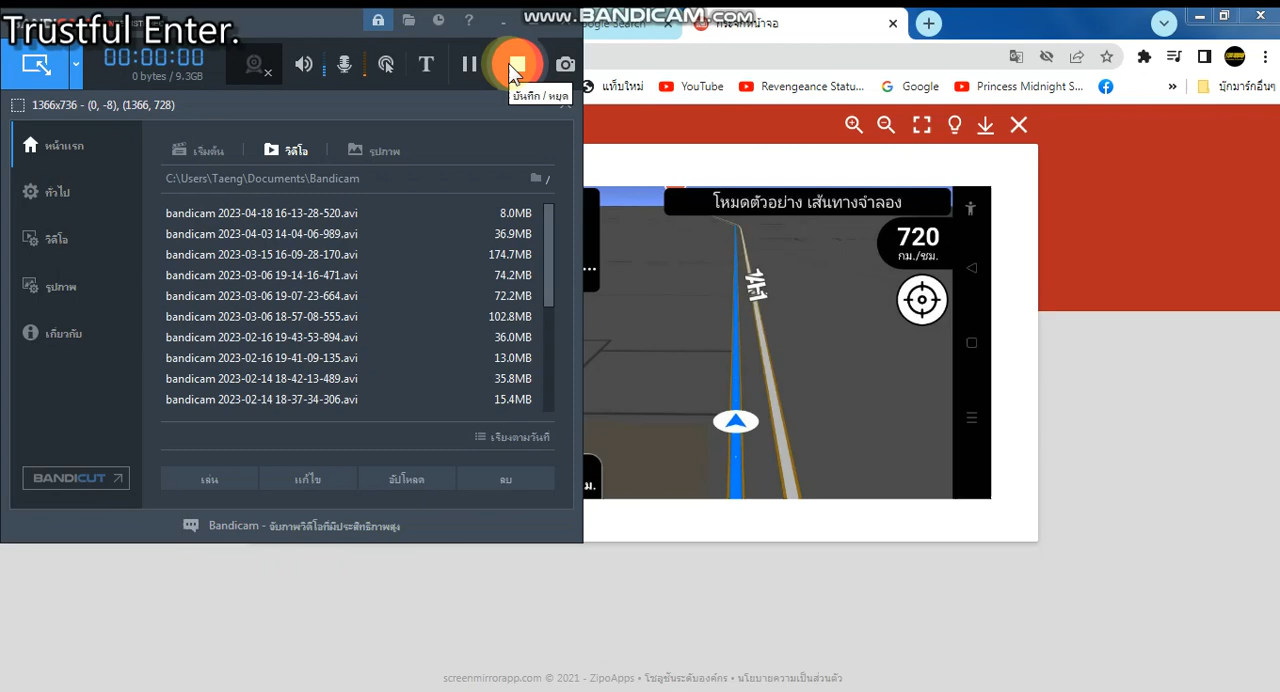 www.BANDICAM.com
Trustful Enter.
00:00:00
0 bytes / 9.3GB
บันทึก / หยุด
1366x736 - (0, -8), (1366, 728)
หน้าแรก
ทั่วไป
วิดีโอ
รูปภาพ
เกี่ยวกับ
BANDICUT
เริ่มต้น
วิดีโอ
รูปภาพ
C:\Users\Taeng\Documents\Bandicam
bandicam 2023-04-18 16-13-28-520.avi 8.0MB
bandicam 2023-04-03 14-04-06-989.avi 36.9MB
bandicam 2023-03-15 16-09-28-170.avi 174.7MB
bandicam 2023-03-06 19-14-16-471.avi 74.2MB
bandicam 2023-03-06 19-07-23-664.avi 72.2MB
bandicam 2023-03-06 18-57-08-555.avi 102.8MB
bandicam 2023-02-16 19-43-53-894.avi 36.0MB
bandicam 2023-02-16 19-41-09-135.avi 13.0MB
bandicam 2023-02-14 18-42-13-489.avi 35.8MB
bandicam 2023-02-14 18-37-34-306.avi 15.4MB
เรียงตามวันที่
เล่น
แก้ไข
อัปโหลด
ลบ
Bandicam - จับภาพวิดีโอที่มีประสิทธิภาพสูง
กระจกหน้าจอ
แท็บใหม่
YouTube
Revengeance Statu...
Google
Princess Midnight S...
»
บุ๊กมาร์กอื่นๆ
โหมดตัวอย่าง เส้นทางจำลอง
720
กม./ชม.
...
ม.
screenmirrorapp.com © 2021 - ZipoApps • โซลูชันระดับองค์กร • นโยบายความเป็นส่วนตัว